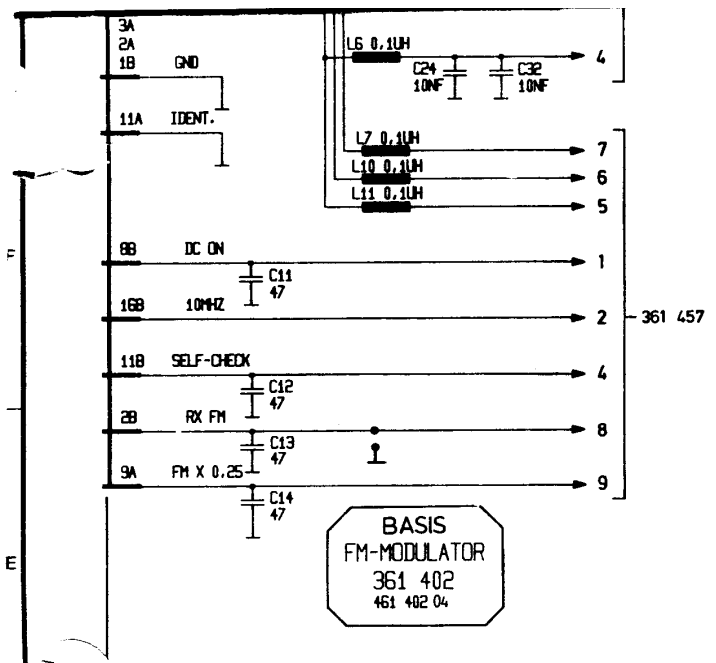 3A
2A
1B GND
11A IDENT.
L6 0,1UH
C24
10NF
C32
10NF
4
L7 0,1UH
7
L10 0,1UH
6
L11 0,1UH
5
F
8B DC ON
1
C11
47
16B 10MHZ
2
361 457
11B SELF-CHECK
4
C12
47
2B RX FM
8
C13
47
9A FM X 0.25
9
C14
47
E
BASIS
FM-MODULATOR
361 402
461 402 04